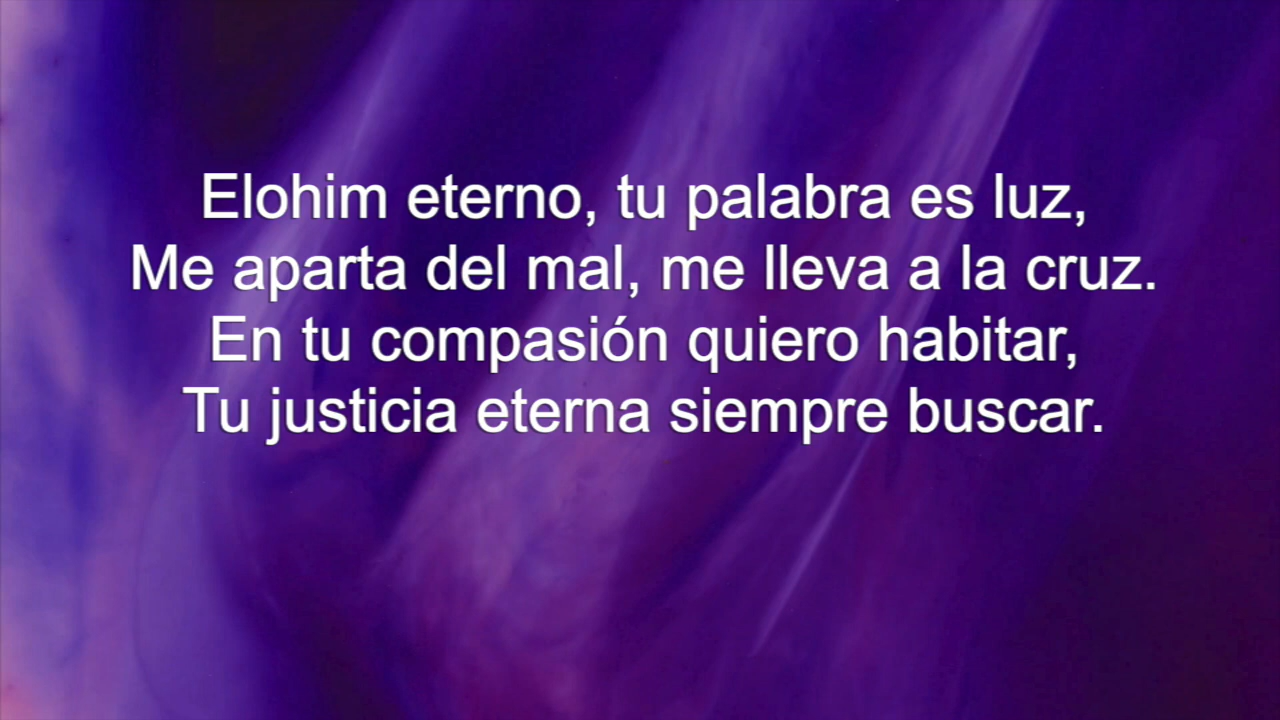 Elohim eterno, tu palabra es luz,
Me aparta del mal, me lleva a la cruz.
En tu compasión quiero habitar,
Tu justicia eterna siempre buscar.